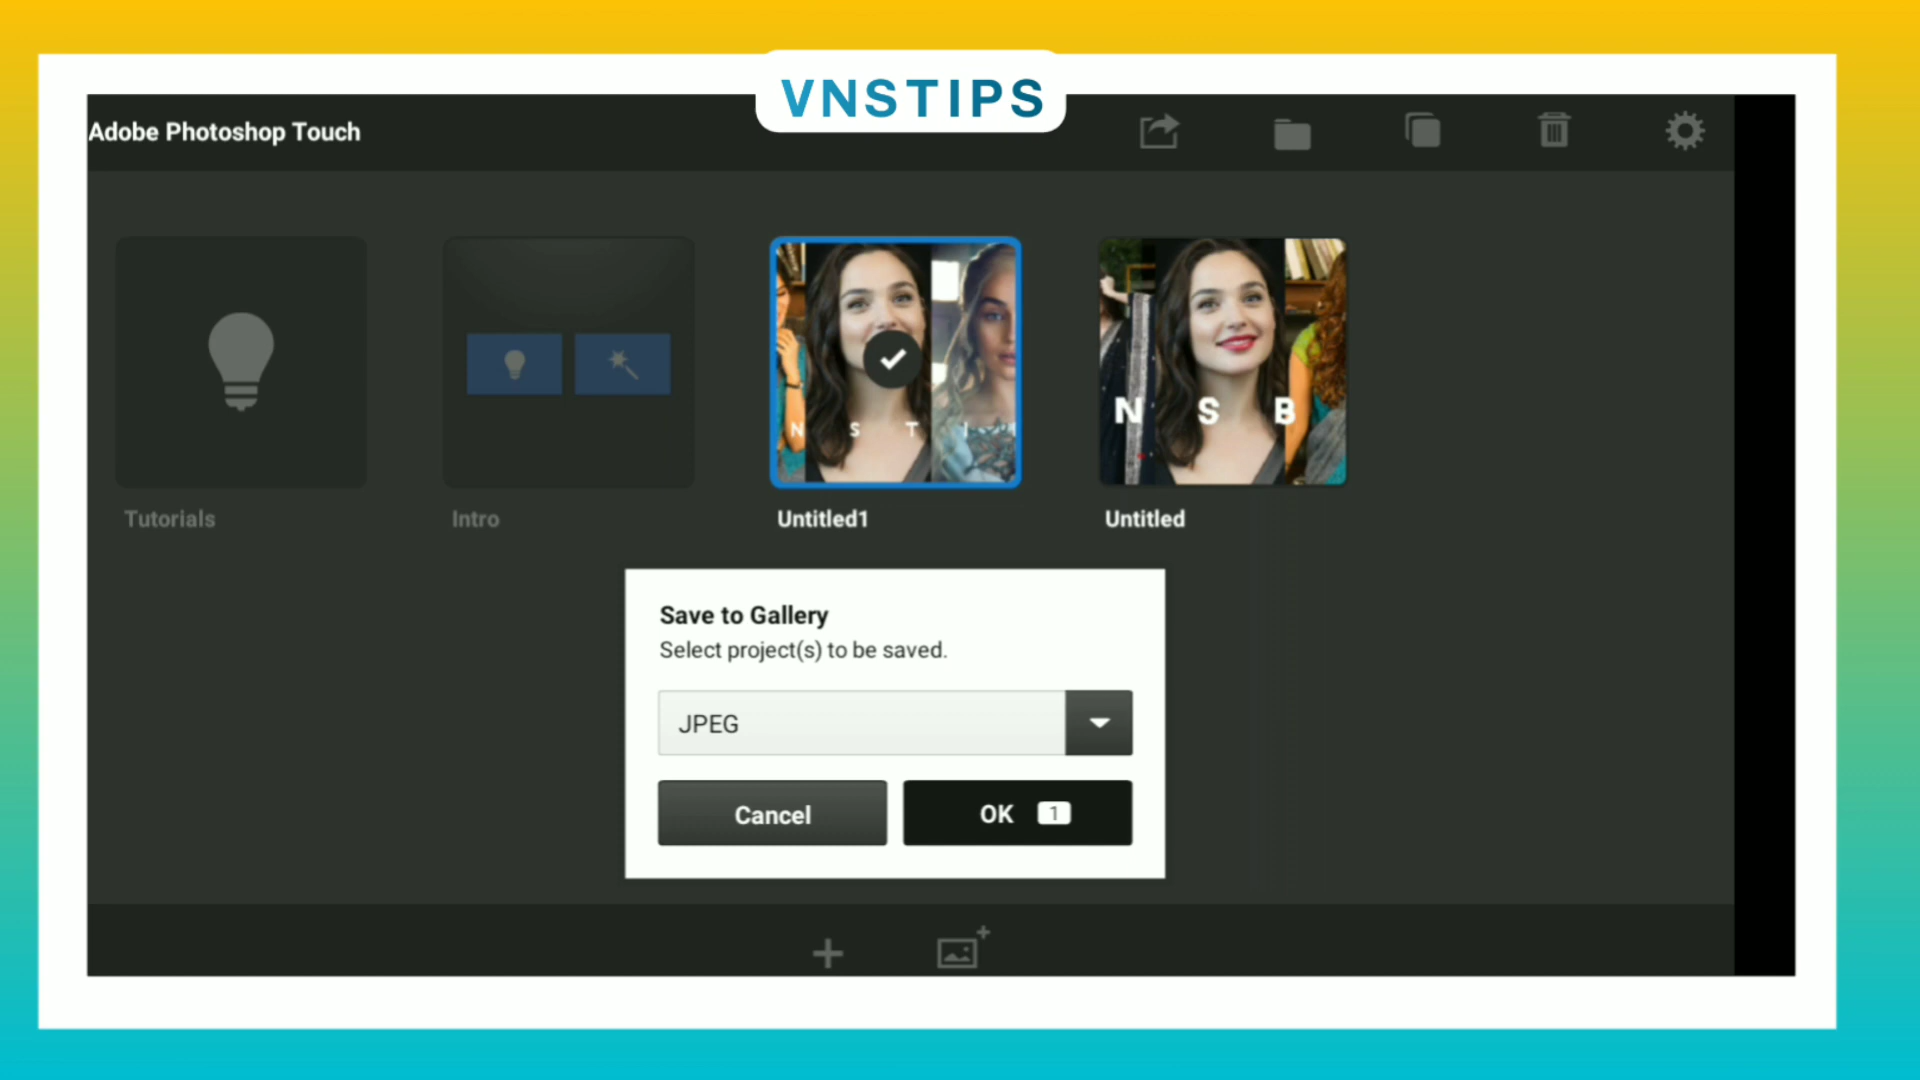 VNSTIPS
Adobe Photoshop Touch
N S T I
N S B
Tutorials
Intro
Untitled1
Untitled
Save to Gallery
Select project(s) to be saved.
JPEG
Cancel
OK 1